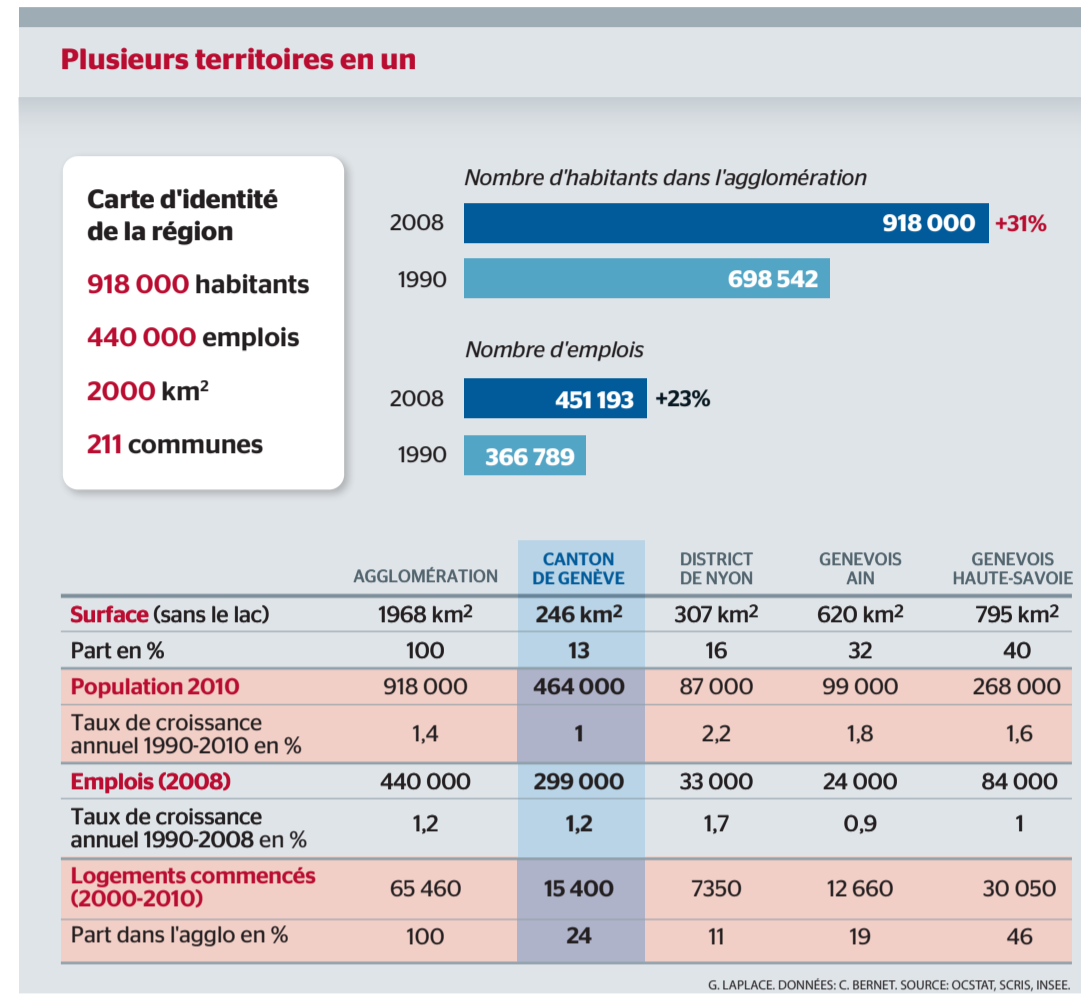 Plusieurs territoires en un
Carte d'identité
de la région
918 000 habitants
440 000 emplois
2000 km²
211 communes
Nombre d'habitants dans l'agglomération
2008 918 000 +31%
1990 698 542
Nombre d'emplois
2008 451 193 +23%
1990 366 789
AGGLOMÉRATION CANTON DE GENÈVE DISTRICT DE NYON GENEVOIS AIN GENEVOIS HAUTE-SAVOIE
Surface (sans le lac) 1968 km² 246 km² 307 km² 620 km² 795 km²
Part en % 100 13 16 32 40
Population 2010 918 000 464 000 87 000 99 000 268 000
Taux de croissance
annuel 1990-2010 en % 1,4 1 2,2 1,8 1,6
Emplois (2008) 440 000 299 000 33 000 24 000 84 000
Taux de croissance
annuel 1990-2008 en % 1,2 1,2 1,7 0,9 1
Logements commencés
(2000-2010) 65 460 15 400 7350 12 660 30 050
Part dans l'agglo en % 100 24 11 19 46
G. LAPLACE. DONNÉES: C. BERNET. SOURCE: OCSTAT, SCRIS, INSEE.